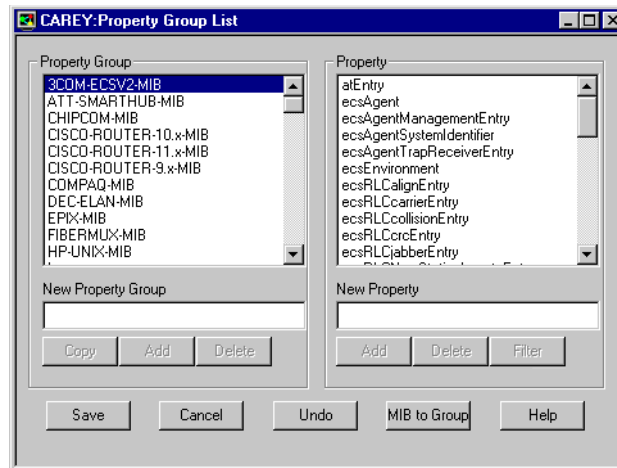 CAREY:Property Group List
Property Group
3COM-ECSV2-MIB
ATT-SMARTHUB-MIB
CHIPCOM-MIB
CISCO-ROUTER-10.x-MIB
CISCO-ROUTER-11.x-MIB
CISCO-ROUTER-9.x-MIB
COMPAQ-MIB
DEC-ELAN-MIB
EPIX-MIB
FIBERMUX-MIB
HP-UNIX-MIB
New Property Group
Copy Add Delete
Property
atEntry
ecsAgent
ecsAgentManagementEntry
ecsAgentSystemIdentifier
ecsAgentTrapReceiverEntry
ecsEnvironment
ecsRLCalignEntry
ecsRLCcarrierEntry
ecsRLCcollisionEntry
ecsRLCcrcEntry
ecsRLCjabberEntry
New Property
Add Delete Filter
Save Cancel Undo MIB to Group Help